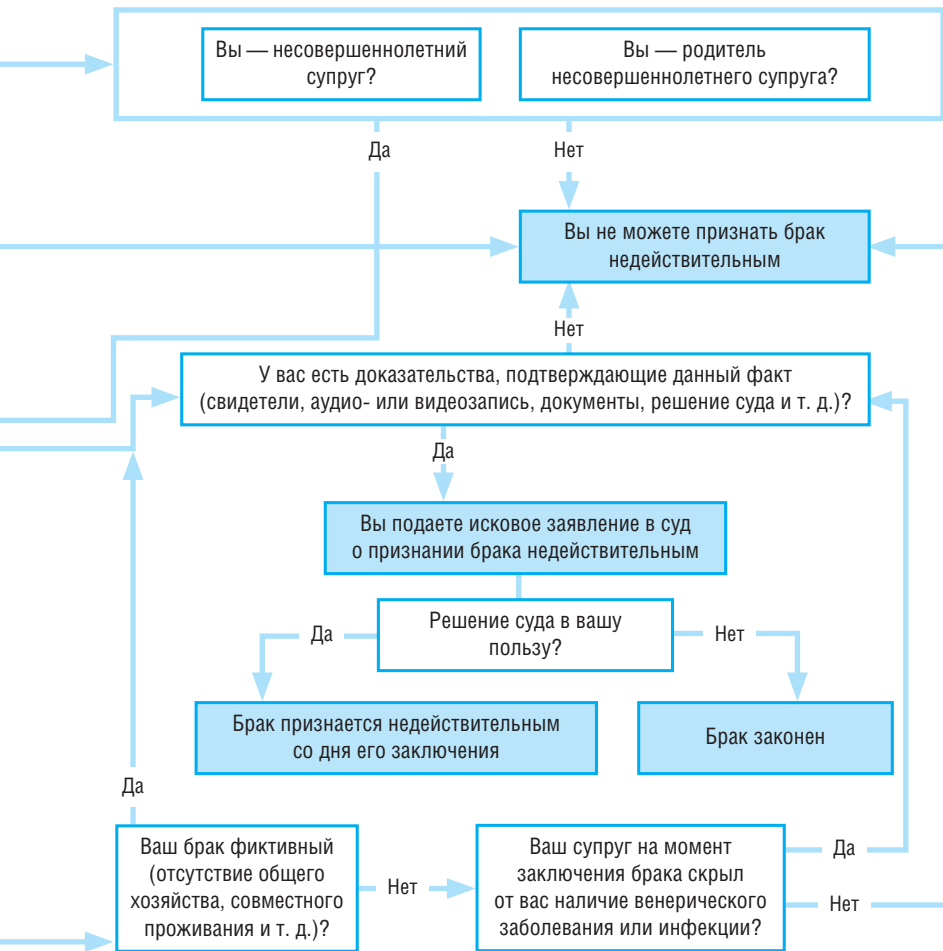 Вы — несовершеннолетний
супруг?
Вы — родитель
несовершеннолетнего супруга?
Да
Нет
Вы не можете признать брак
недействительным
Нет
У вас есть доказательства, подтверждающие данный факт
(свидетели, аудио- или видеозапись, документы, решение суда и т. д.)?
Да
Вы подаете исковое заявление в суд
о признании брака недействительным
Решение суда в вашу
пользу?
Да
Нет
Брак признается недействительным
со дня его заключения
Брак законен
Да
Ваш брак фиктивный
(отсутствие общего
хозяйства, совместного
проживания и т. д.)?
Нет
Ваш супруг на момент
заключения брака скрыл
от вас наличие венерического
заболевания или инфекции?
Да
Нет